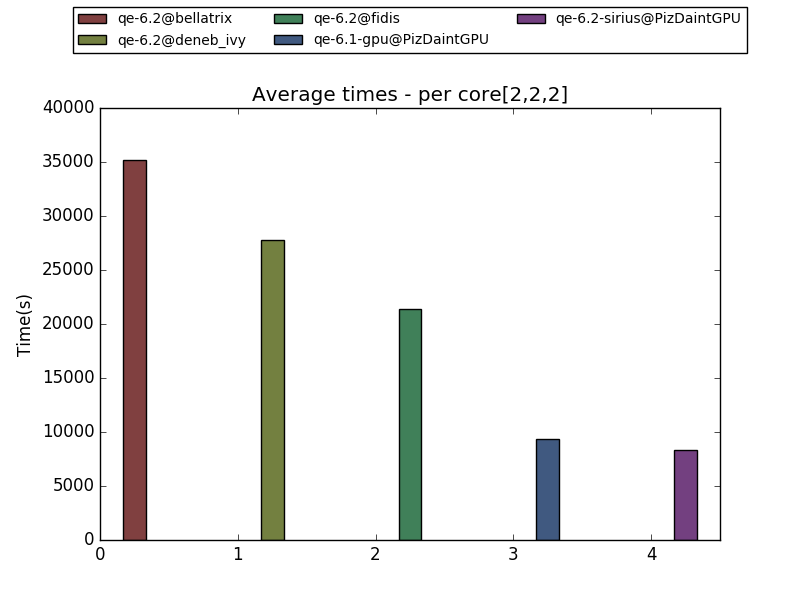 qe-6.2@bellatrix qe-6.2@fidis qe-6.2-sirius@PizDaintGPU
qe-6.2@deneb_ivy qe-6.1-gpu@PizDaintGPU
Average times - per core[2,2,2]
40000
35000
30000
25000
20000
15000
10000
5000
0
Time(s)
0 1 2 3 4